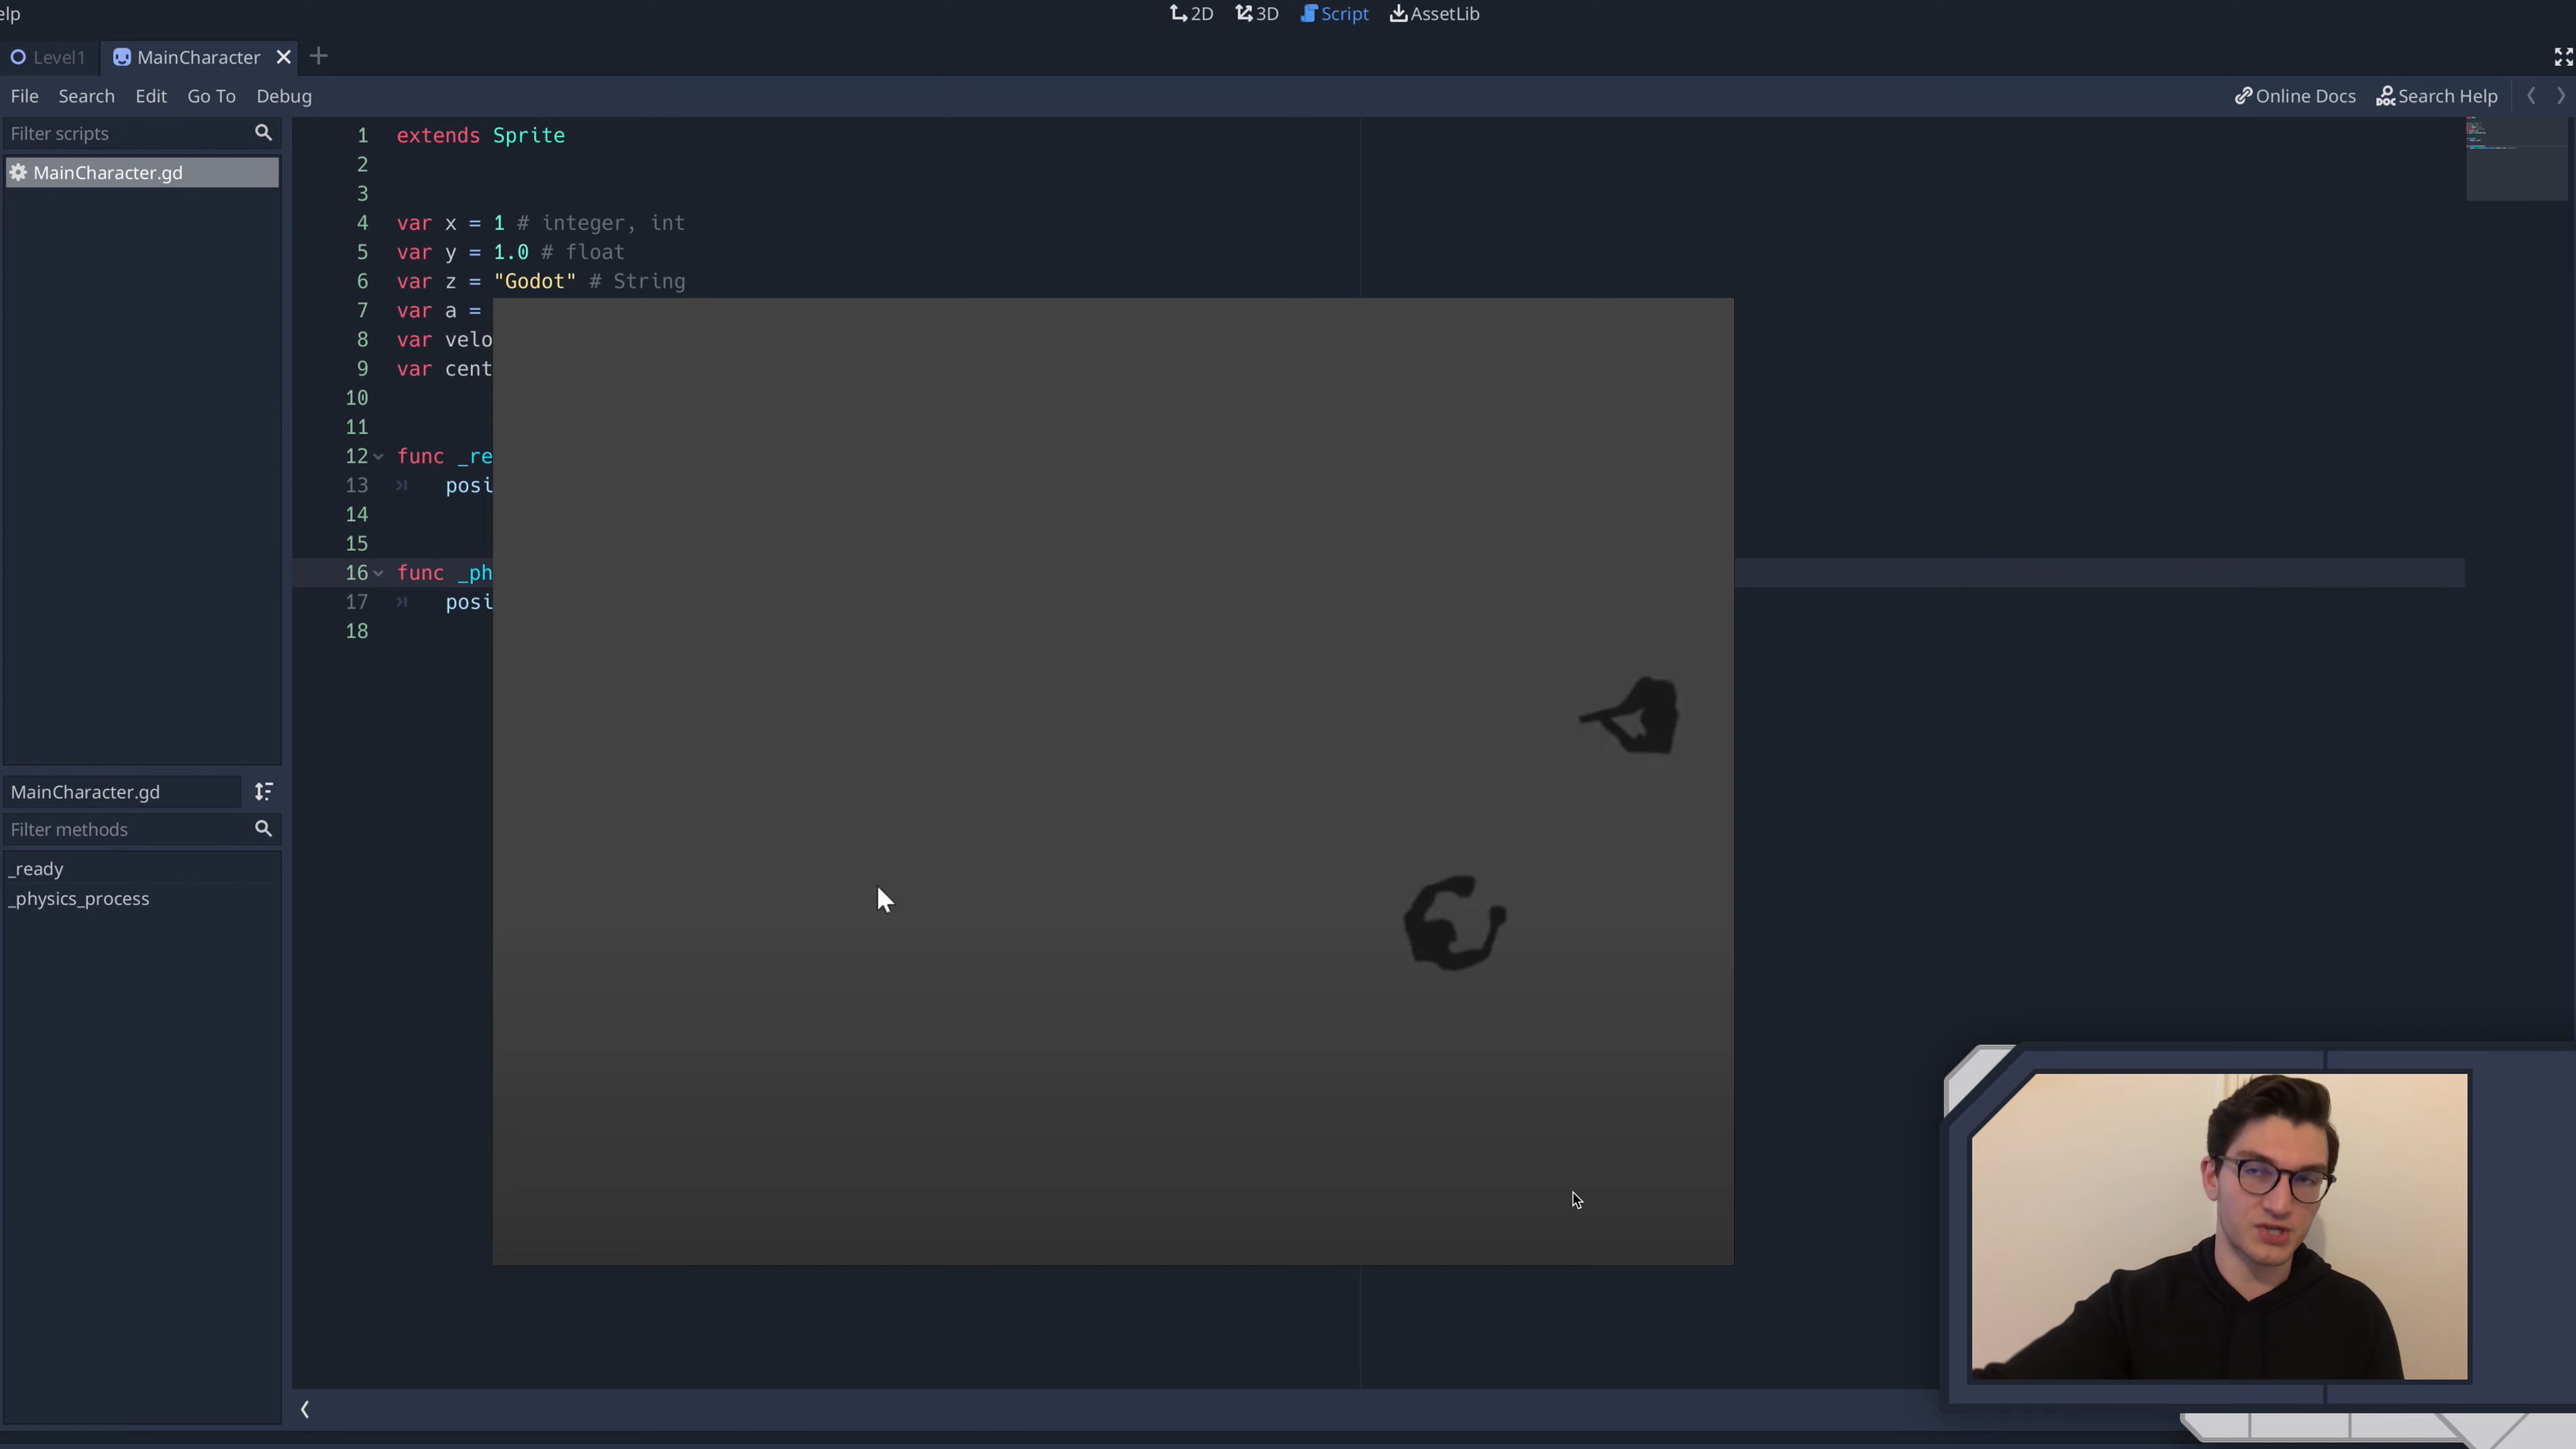 elp
2D 3D Script AssetLib
Level1 MainCharacter
File Search Edit Go To Debug
Online Docs Search Help
Filter scripts
MainCharacter.gd
1 extends Sprite
2
3
4 var x = 1 # integer, int
5 var y = 1.0 # float
6 var z = "Godot" # String
7 var a =
8 var velo
9 var cent
10
11
12 func _re
13 posi
14
15
16 func _ph
17 posi
18
MainCharacter.gd
Filter methods
_ready
_physics_process